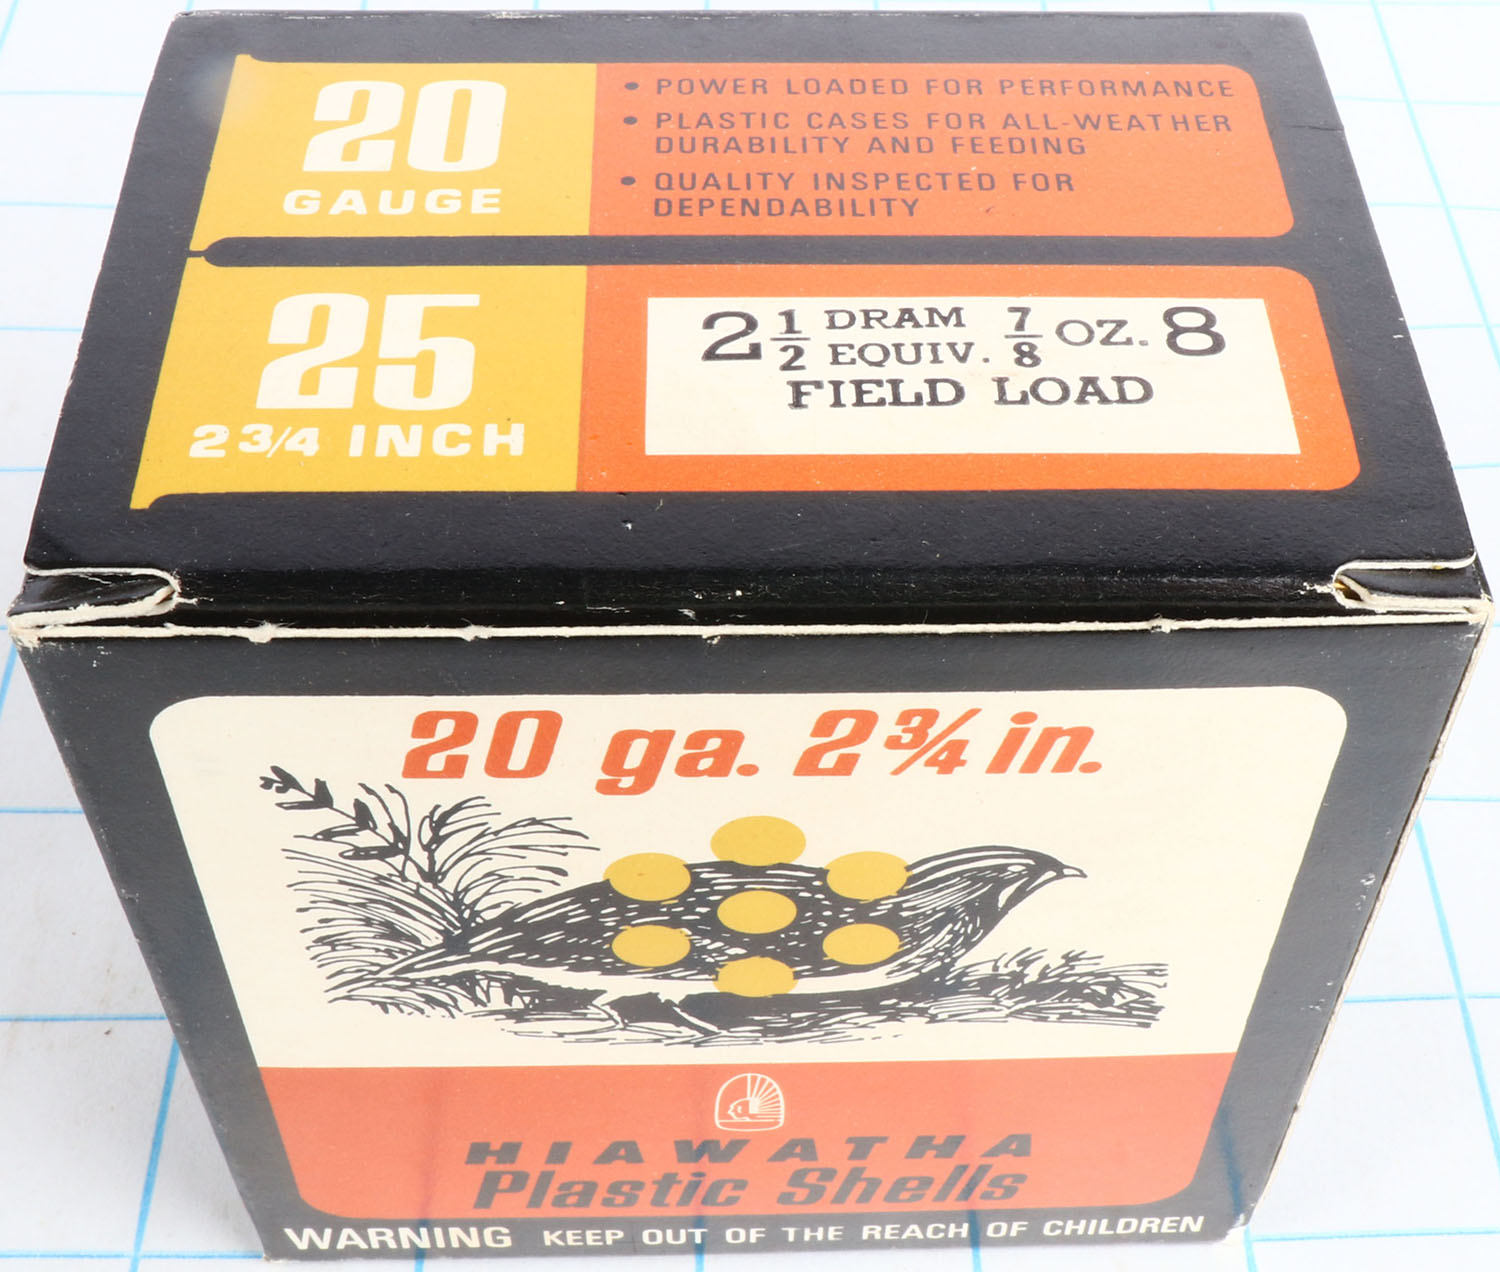 20
GAUGE
• POWER LOADED FOR PERFORMANCE
• PLASTIC CASES FOR ALL-WEATHER
DURABILITY AND FEEDING
• QUALITY INSPECTED FOR
DEPENDABILITY
25
2 3/4 INCH
2 1/2 DRAM EQUIV. 7/8 OZ. 8
FIELD LOAD
20 ga. 2 3/4 in.
HIAWATHA
Plastic Shells
WARNING KEEP OUT OF THE REACH OF CHILDREN